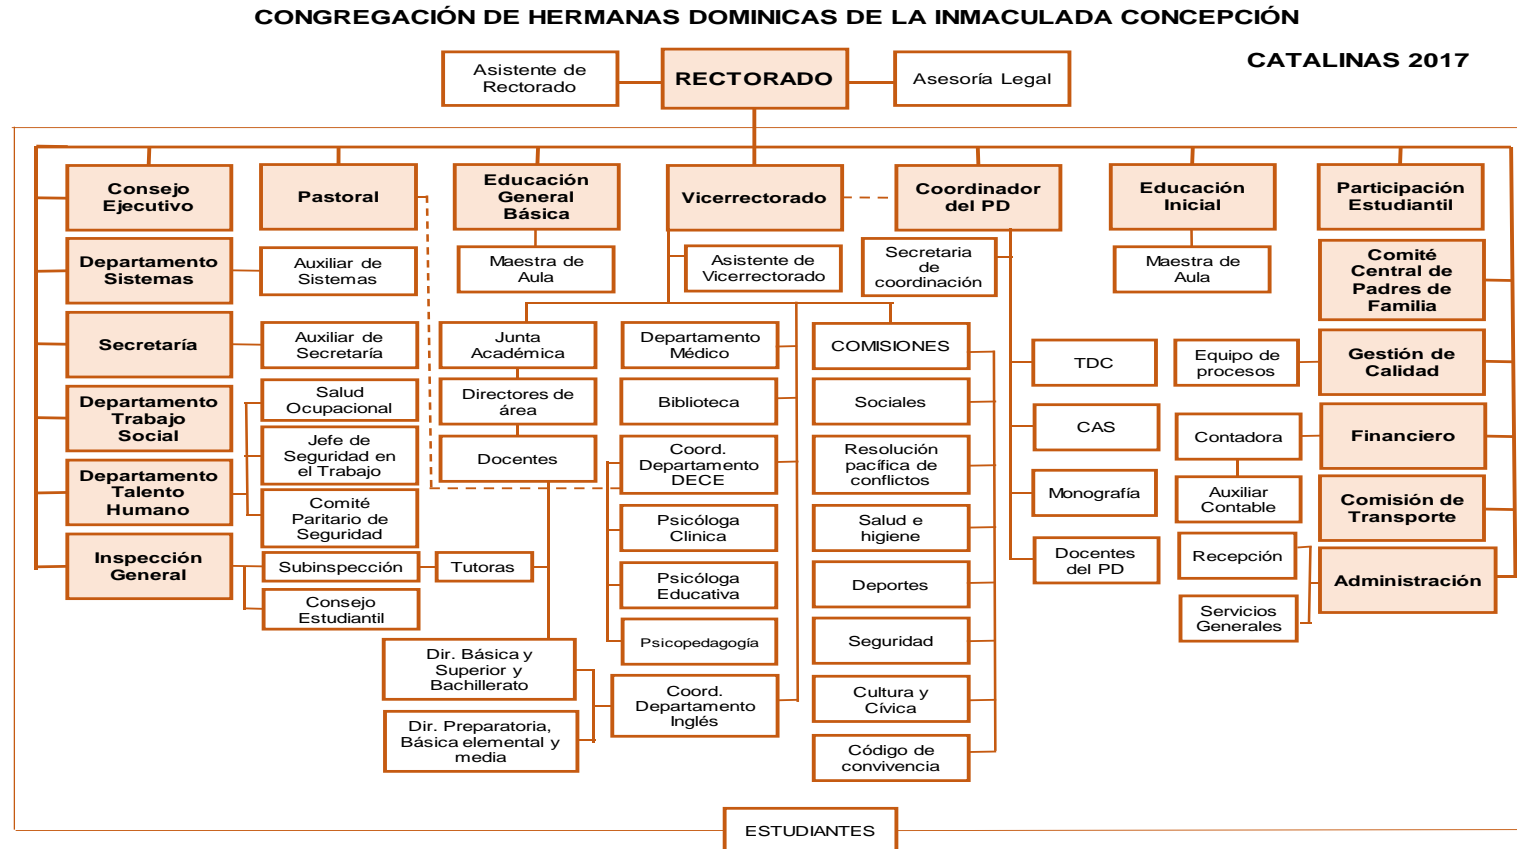 CONGREGACIÓN DE HERMANAS DOMINICAS DE LA INMACULADA CONCEPCIÓN
CATALINAS 2017
Asistente de
Rectorado
RECTORADO
Asesoría Legal
Consejo
Ejecutivo
Pastoral
Educación
General
Básica
Vicerrectorado
Coordinador
del PD
Educación
Inicial
Participación
Estudiantil
Departamento
Sistemas
Auxiliar de
Sistemas
Maestra de
Aula
Asistente de
Vicerrectorado
Secretaria
de
coordinación
Maestra de
Aula
Comité
Central de
Padres de
Familia
Secretaría
Auxiliar de
Secretaría
Junta
Académica
Departamento
Médico
COMISIONES
TDC
Equipo de
procesos
Gestión de
Calidad
Departamento
Trabajo
Social
Salud
Ocupacional
Directores de
área
Biblioteca
Sociales
CAS
Contadora
Financiero
Jefe de
Seguridad en
el Trabajo
Docentes
Coord.
Departamento
DECE
Resolución
pacífica de
conflictos
Departamento
Talento
Humano
Comité
Paritario de
Seguridad
Monografía
Auxiliar
Contable
Comisión de
Transporte
Psicóloga
Clinica
Salud e
higiene
Inspección
General
Subinspección
Tutoras
Docentes
del PD
Recepción
Administración
Consejo
Estudiantil
Psicóloga
Educativa
Deportes
Servicios
Generales
Psicopedagogía
Seguridad
Dir. Básica y
Superior y
Bachillerato
Coord.
Departamento
Inglés
Cultura y
Cívica
Dir. Preparatoria,
Básica elemental y
media
Código de
convivencia
ESTUDIANTES